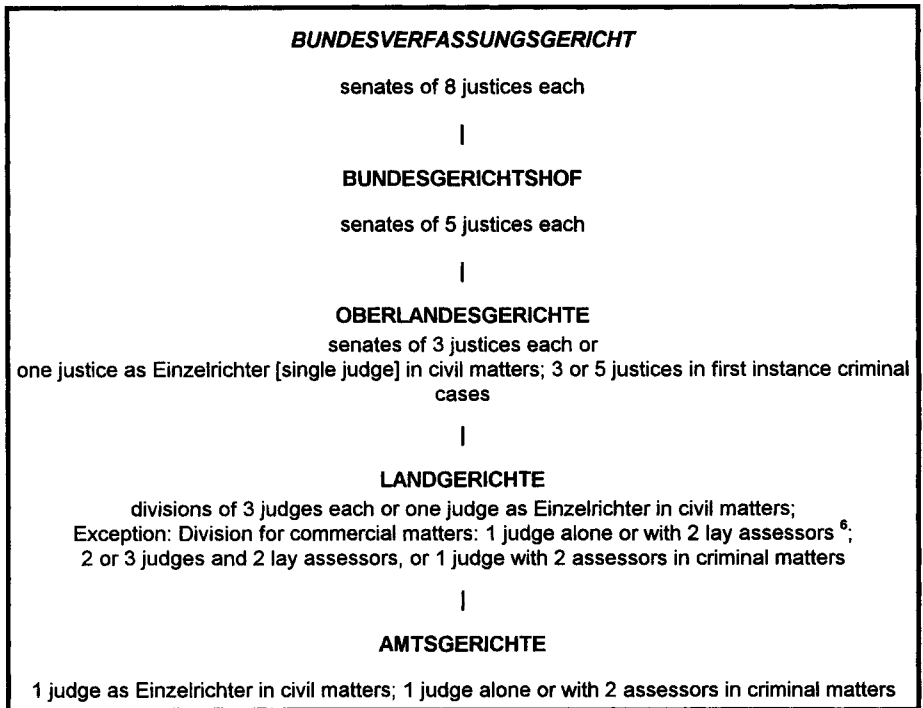 BUNDESVERFASSUNGSGERICHT
senates of 8 justices each
|
BUNDESGERICHTSHOF
senates of 5 justices each
|
OBERLANDESGERICHTE
senates of 3 justices each or
one justice as Einzelrichter [single judge] in civil matters; 3 or 5 justices in first instance criminal
cases
|
LANDGERICHTE
divisions of 3 judges each or one judge as Einzelrichter in civil matters;
Exception: Division for commercial matters: 1 judge alone or with 2 lay assessors ⁶;
2 or 3 judges and 2 lay assessors, or 1 judge with 2 assessors in criminal matters
|
AMTSGERICHTE
1 judge as Einzelrichter in civil matters; 1 judge alone or with 2 assessors in criminal matters